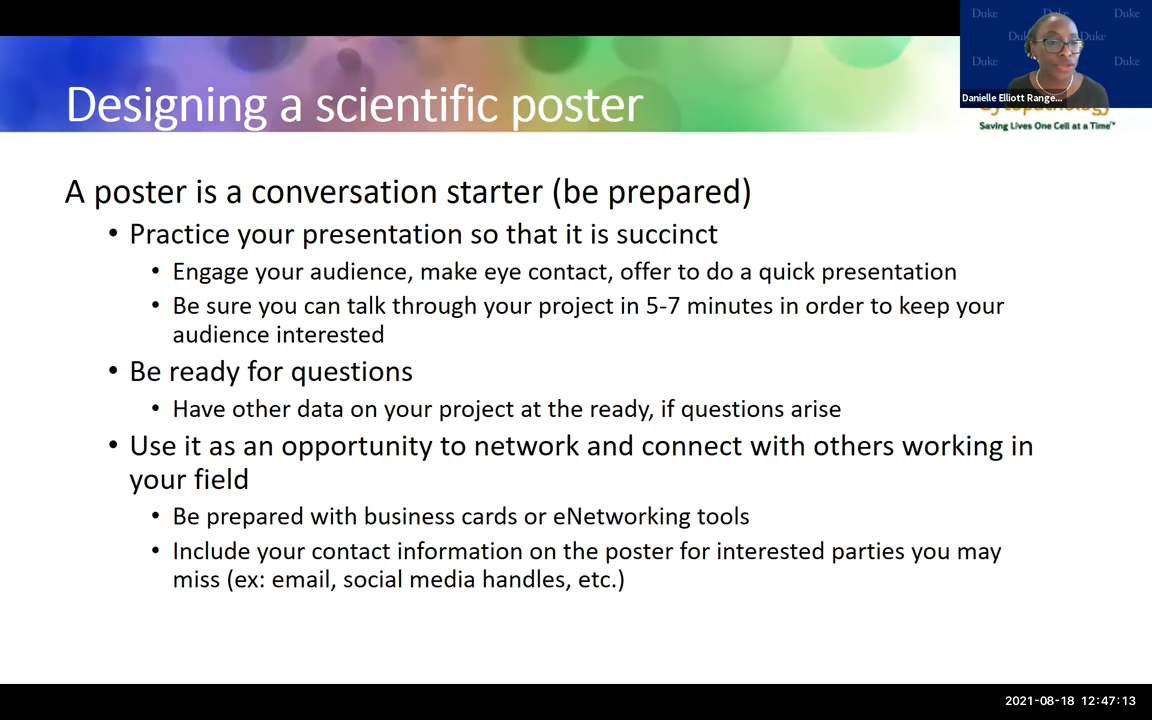 Duke Duke Duke
Duke Duke
Duke Duke
Danielle Elliott Range...
Cytopathology
Saving Lives One Cell at a Time™
Designing a scientific poster
A poster is a conversation starter (be prepared)
• Practice your presentation so that it is succinct
• Engage your audience, make eye contact, offer to do a quick presentation
• Be sure you can talk through your project in 5-7 minutes in order to keep your
audience interested
• Be ready for questions
• Have other data on your project at the ready, if questions arise
• Use it as an opportunity to network and connect with others working in
your field
• Be prepared with business cards or eNetworking tools
• Include your contact information on the poster for interested parties you may
miss (ex: email, social media handles, etc.)
2021-08-18 12:47:13